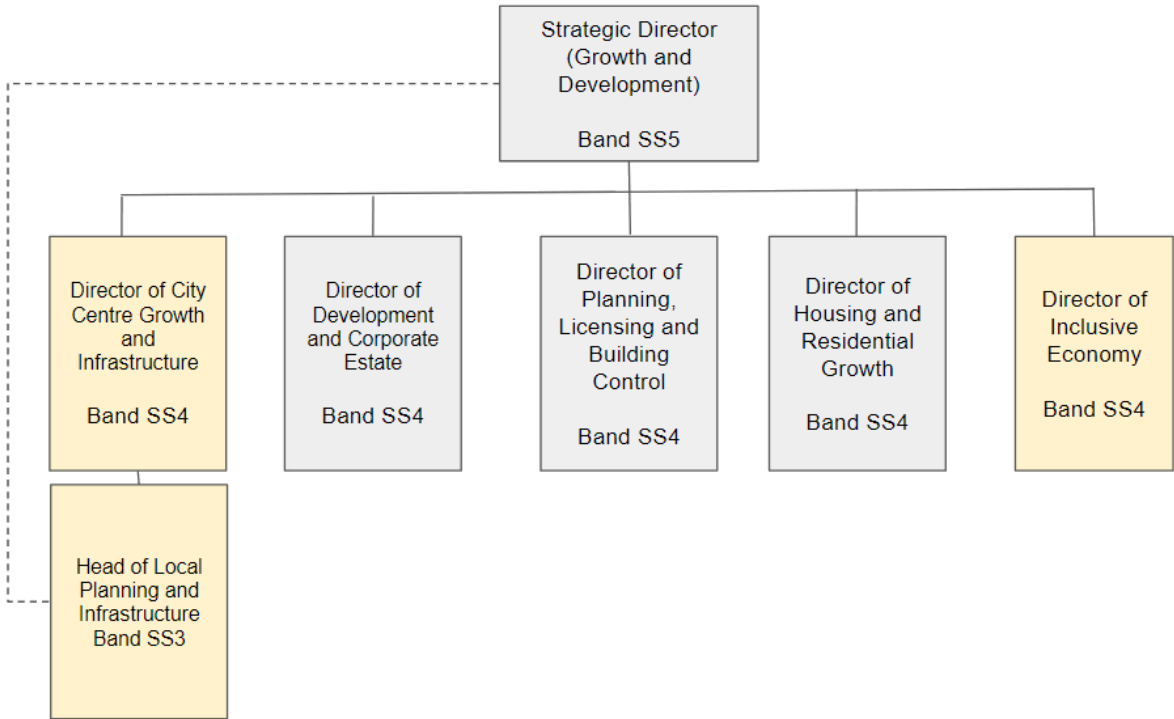 Strategic Director
(Growth and
Development)
Band SS5
Director of City
Centre Growth
and
Infrastructure
Band SS4
Director of
Development
and Corporate
Estate
Band SS4
Director of
Planning,
Licensing and
Building
Control
Band SS4
Director of
Housing and
Residential
Growth
Band SS4
Director of
Inclusive
Economy
Band SS4
Head of Local
Planning and
Infrastructure
Band SS3